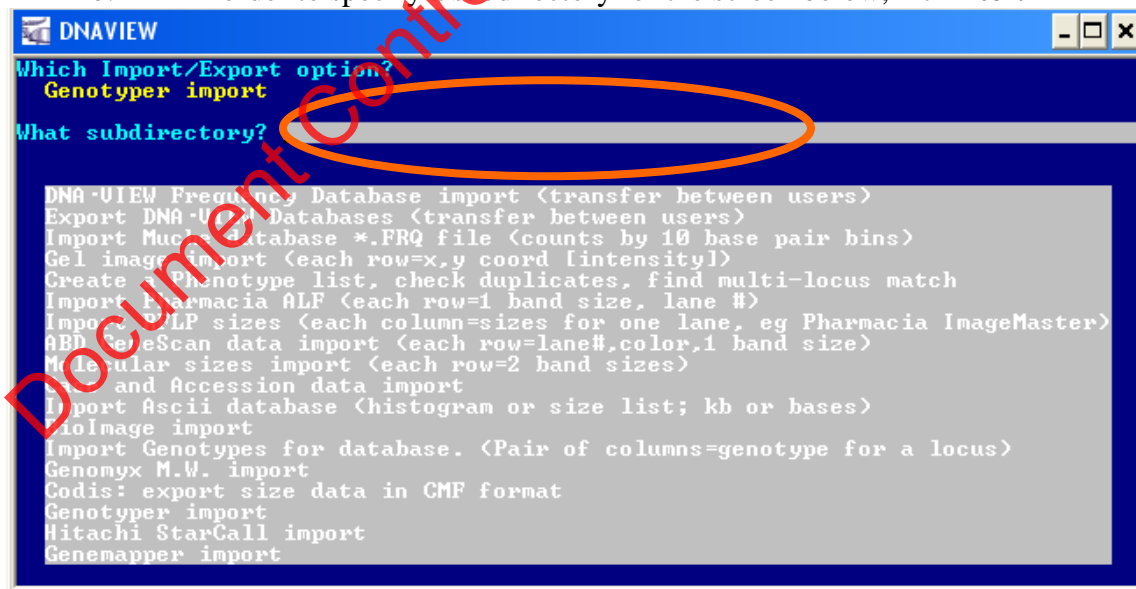 DNAVIEW
Which Import/Export option?
Genotyper import
What subdirectory?
DNA·VIEW Frequency Database import (transfer between users)
Export DNA·VIEW Databases (transfer between users)
Import Database *.FRQ file (counts by 10 base pair bins)
Gel image import (each row=x,y coord [intensity])
Create a Phenotype list, check duplicates, find multi-locus match
Import Pharmacia ALF (each row=1 band size, lane #)
Import RFLP sizes (each column=sizes for one lane, eg Pharmacia ImageMaster)
ABD GeneScan data import (each row=lane#,color,1 band size)
Molecular sizes import (each row=2 band sizes)
Case and Accession data import
Import Ascii database (histogram or size list; kb or bases)
BioImage import
Import Genotypes for database. (Pair of columns=genotype for a locus)
Genomyx M.W. import
Codis: export size data in CMF format
Genotyper import
Hitachi StarCall import
Genemapper import
Document Contro